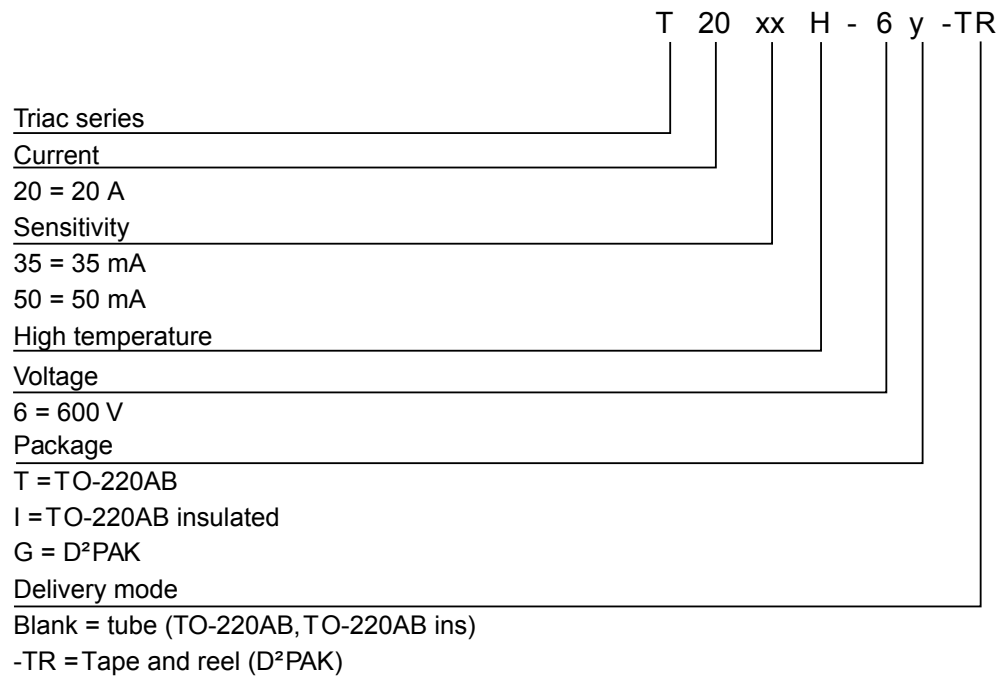 T 20 xx H - 6 y -TR
Triac series
Current
20 = 20 A
Sensitivity
35 = 35 mA
50 = 50 mA
High temperature
Voltage
6 = 600 V
Package
T = TO-220AB
I = TO-220AB insulated
G = D²PAK
Delivery mode
Blank = tube (TO-220AB, TO-220AB ins)
-TR = Tape and reel (D²PAK)